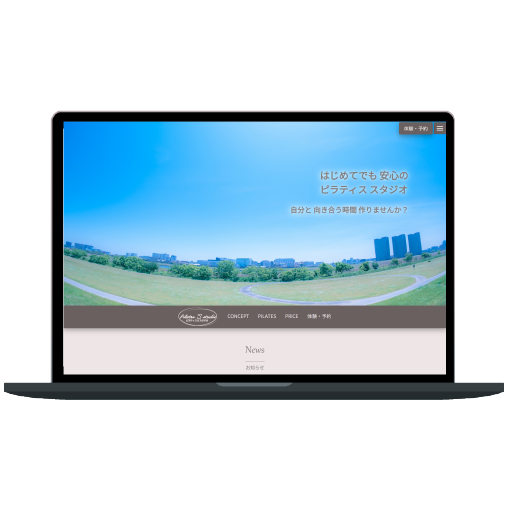 体験・予約
はじめてでも 安心の
ピラティス スタジオ
自分と 向き合う時間 作りませんか？
CONCEPT PILATES PRICE 体験・予約
News
お知らせ